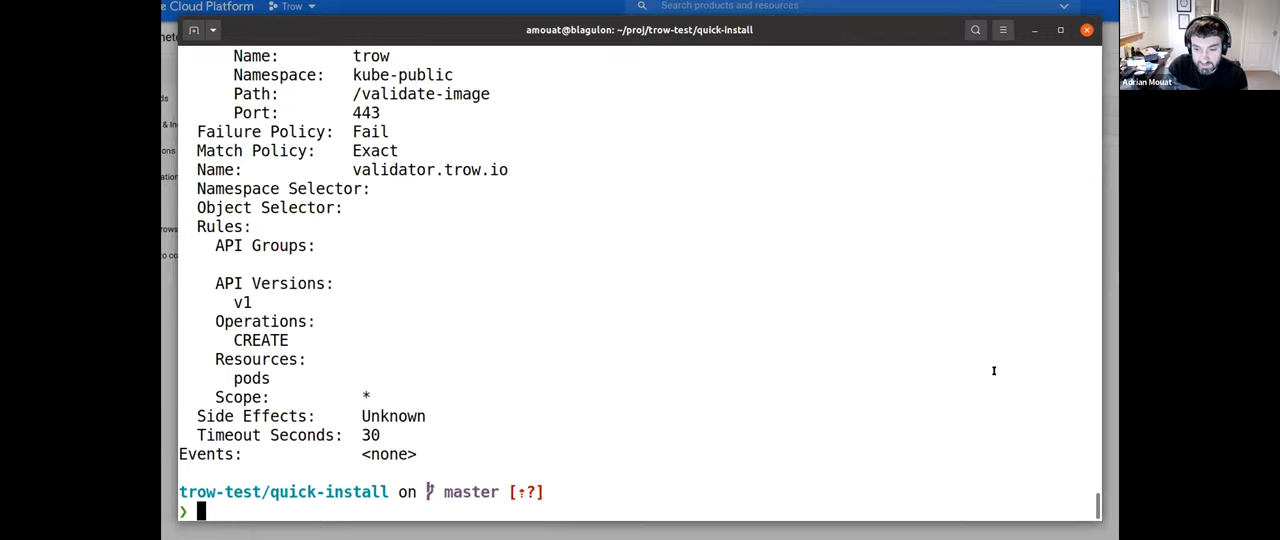 e Cloud Platform
Trow
Search products and resources
amouat@blagulon: ~/proj/trow-test/quick-install
Name: trow
Namespace: kube-public
Path: /validate-image
Port: 443
Failure Policy: Fail
Match Policy: Exact
Name: validator.trow.io
Namespace Selector:
Object Selector:
Rules:
API Groups:
API Versions:
v1
Operations:
CREATE
Resources:
pods
Scope: *
Side Effects: Unknown
Timeout Seconds: 30
Events: <none>
trow-test/quick-install on master [⇡?]
❯
Adrian Mouat